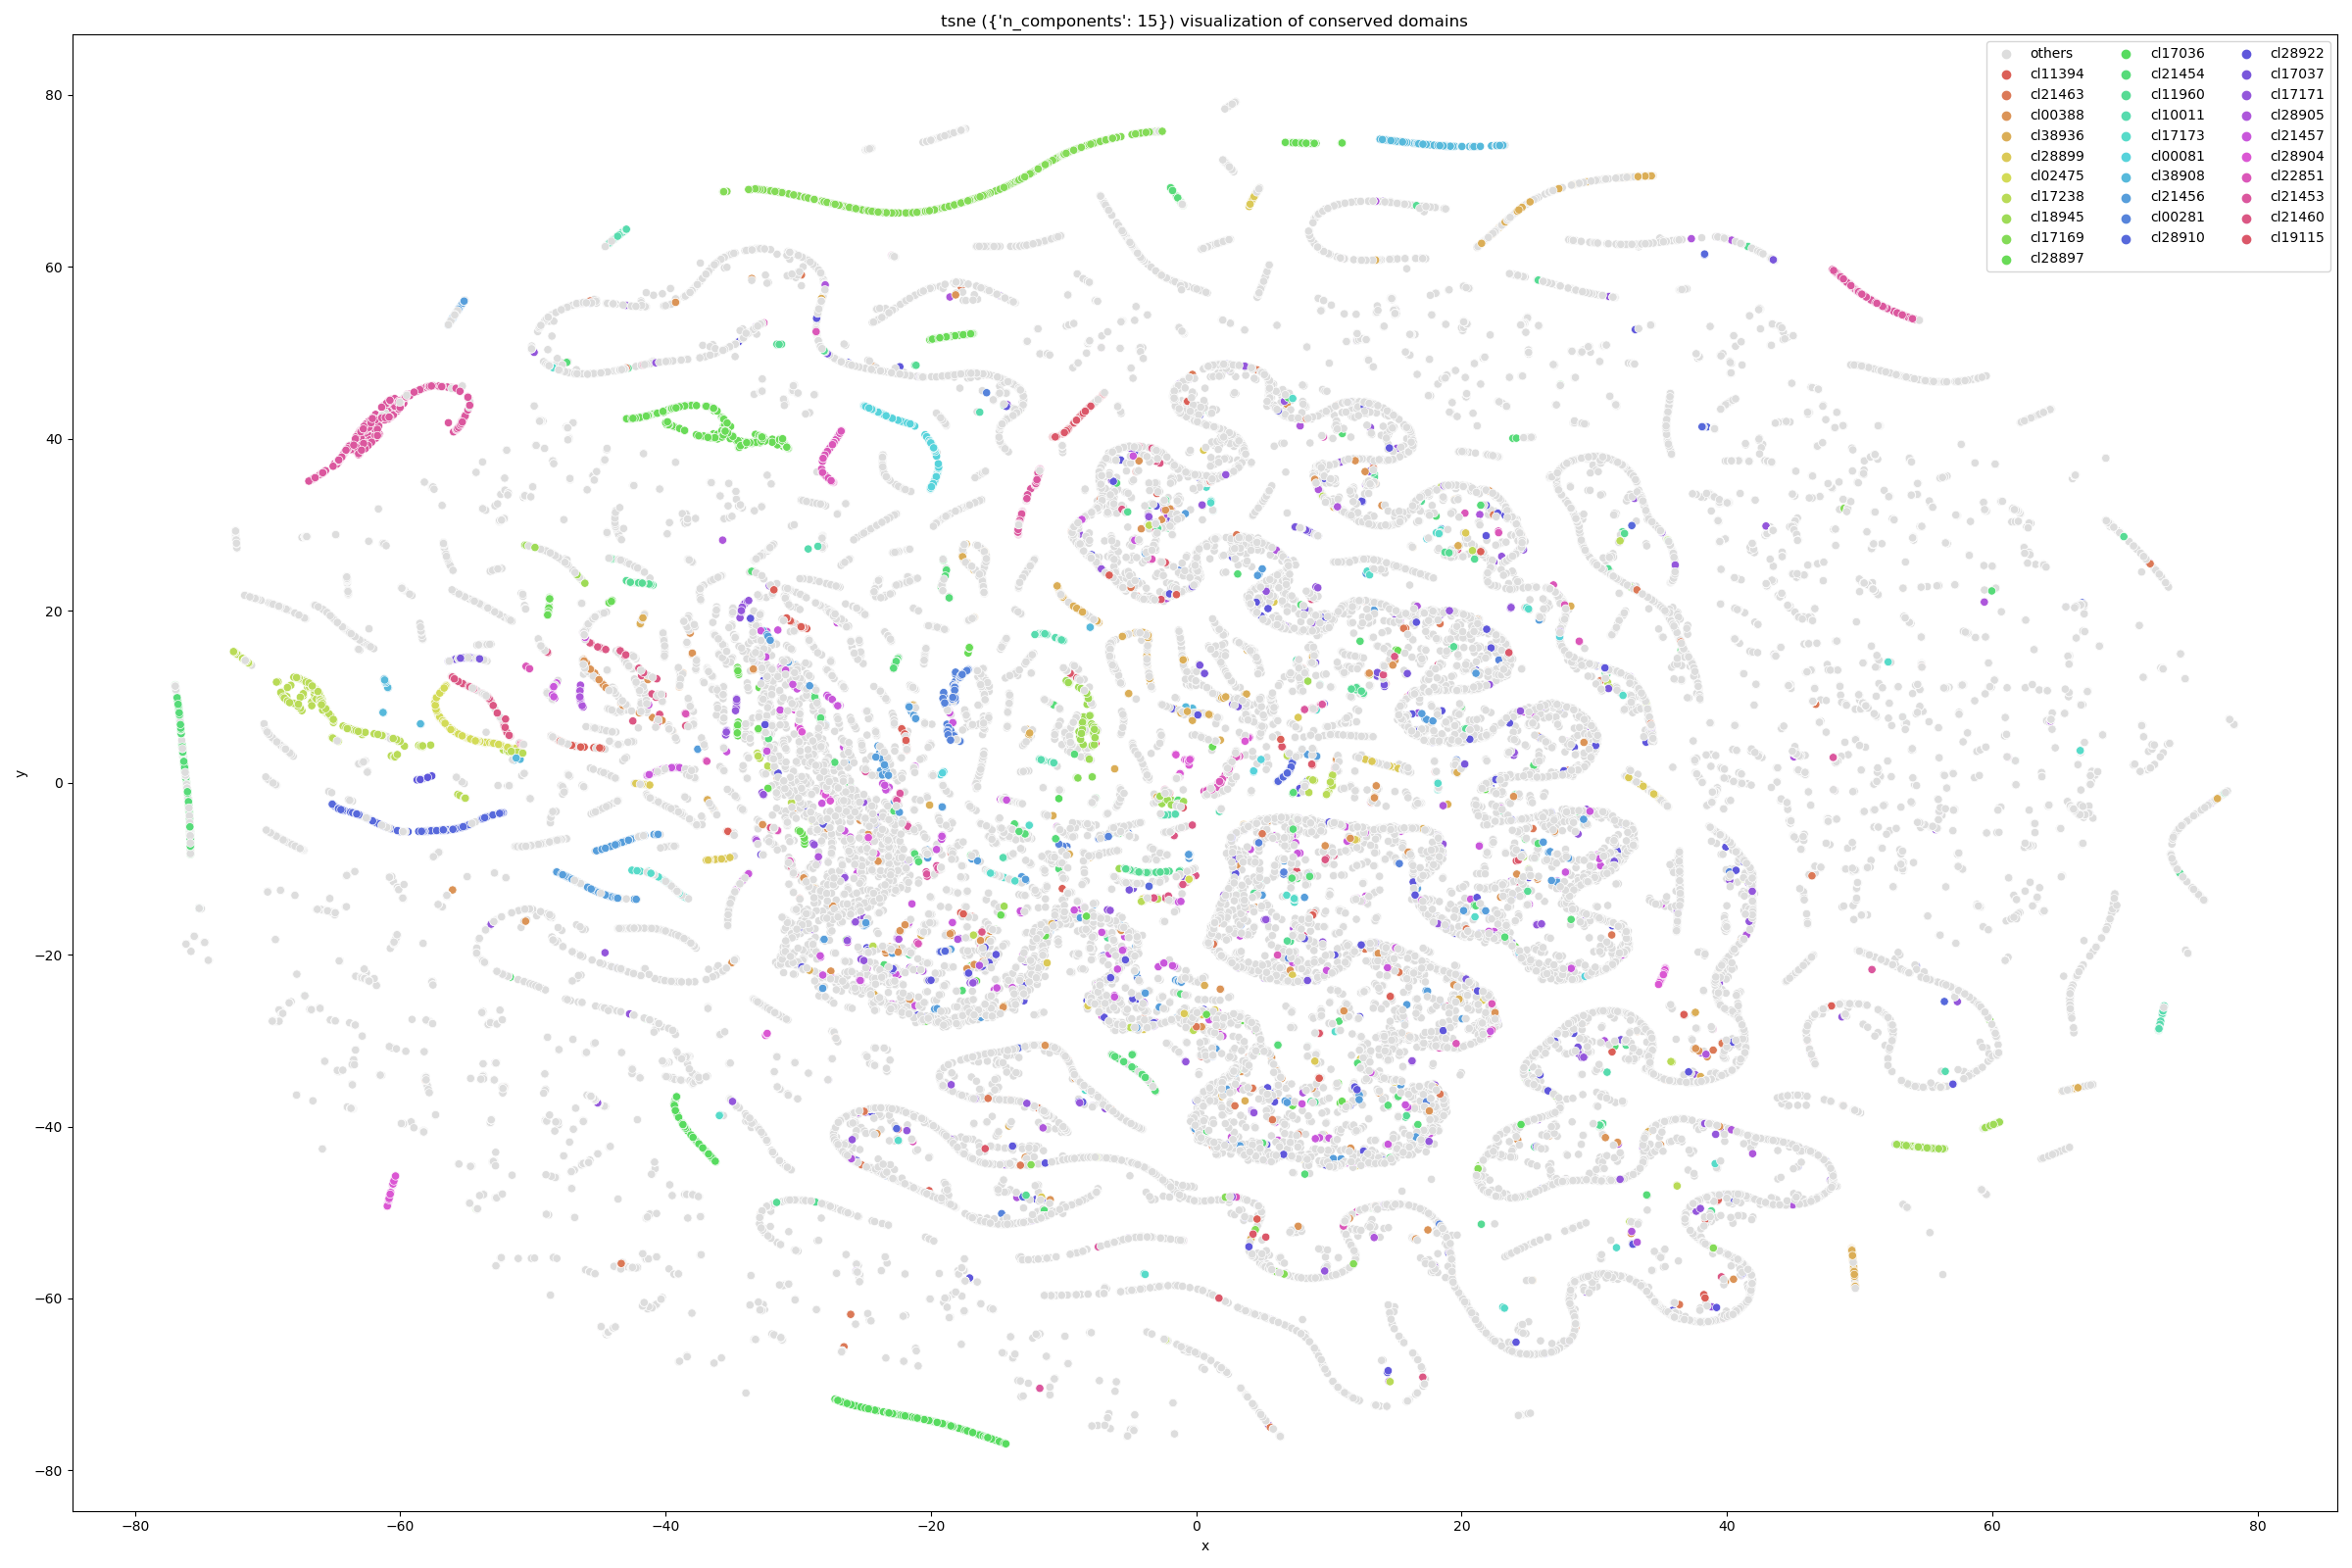 tsne ({'n_components': 15}) visualization of conserved domains
others
cl11394
cl21463
cl00388
cl38936
cl28899
cl02475
cl17238
cl18945
cl17169
cl28897
cl17036
cl21454
cl11960
cl10011
cl17173
cl00081
cl38908
cl21456
cl00281
cl28910
cl28922
cl17037
cl17171
cl28905
cl21457
cl28904
cl22851
cl21453
cl21460
cl19115
80
60
40
20
0
−20
−40
−60
−80
y
−80 −60 −40 −20 0 20 40 60 80
x